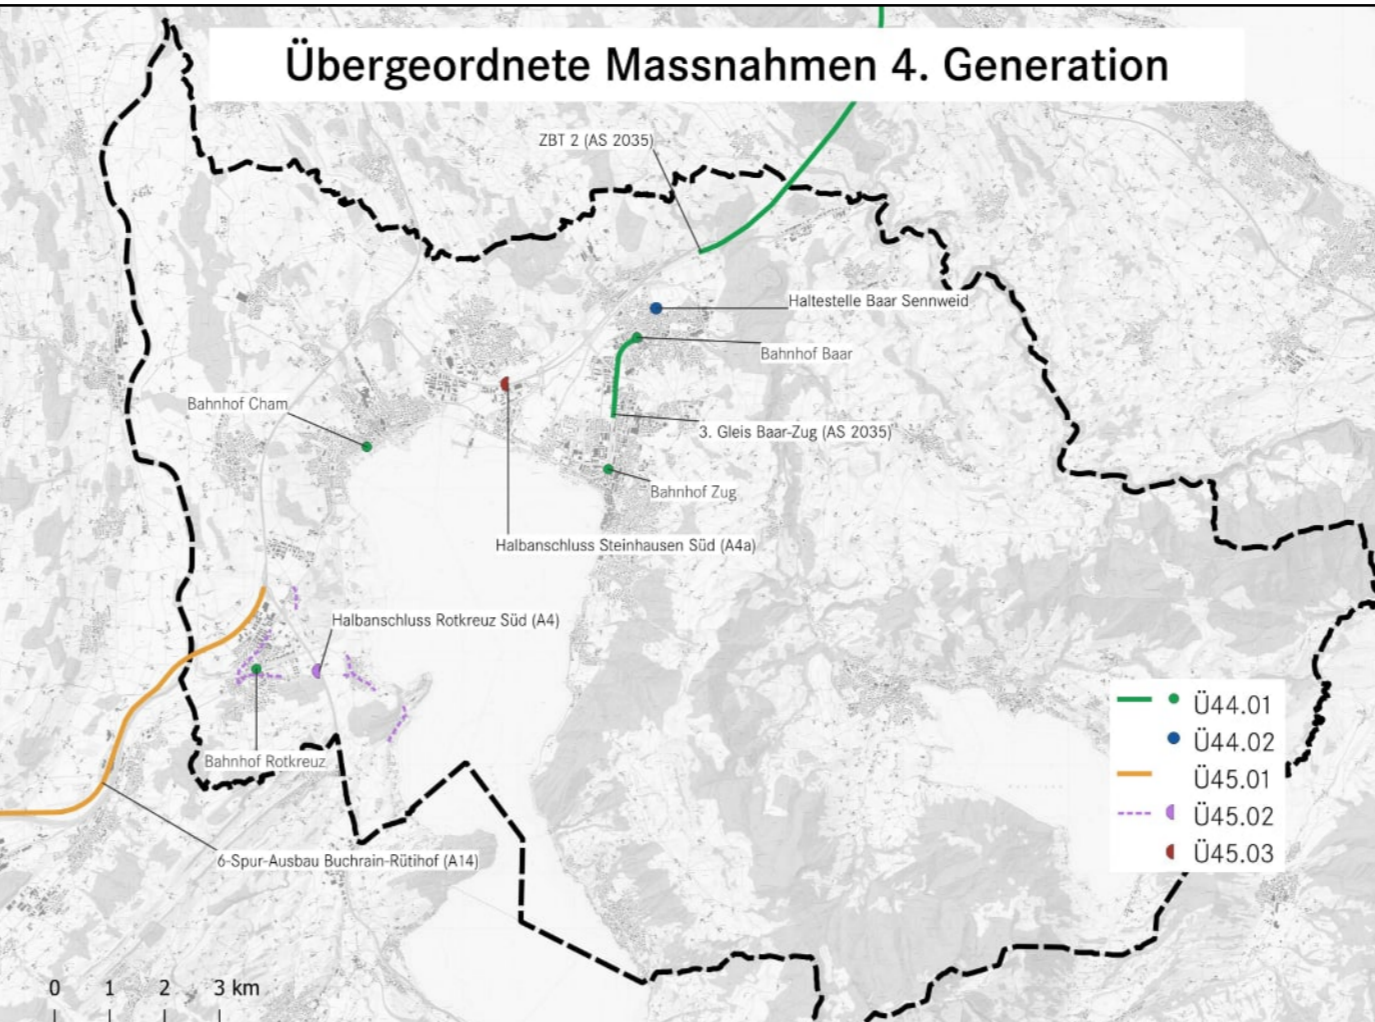 Übergeordnete Massnahmen 4. Generation
ZBT 2 (AS 2035)
Haltestelle Baar Sennweid
Bahnhof Baar
Bahnhof Cham
3. Gleis Baar-Zug (AS 2035)
Bahnhof Zug
Halbanschluss Steinhausen Süd (A4a)
Halbanschluss Rotkreuz Süd (A4)
Bahnhof Rotkreuz
6-Spur-Ausbau Buchrain-Rütihof (A14)
Ü44.01
Ü44.02
Ü45.01
Ü45.02
Ü45.03
0 1 2 3 km